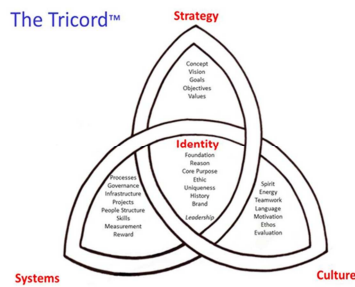 The Tricord™
Strategy
Concept
Vision
Goals
Objectives
Values
Identity
Foundation
Reason
Core Purpose
Ethic
Uniqueness
History
Brand
Leadership
Processes
Governance
Infrastructure
Projects
People Structure
Skills
Measurement
Reward
Spirit
Energy
Teamwork
Language
Motivation
Ethos
Evaluation
Systems
Culture